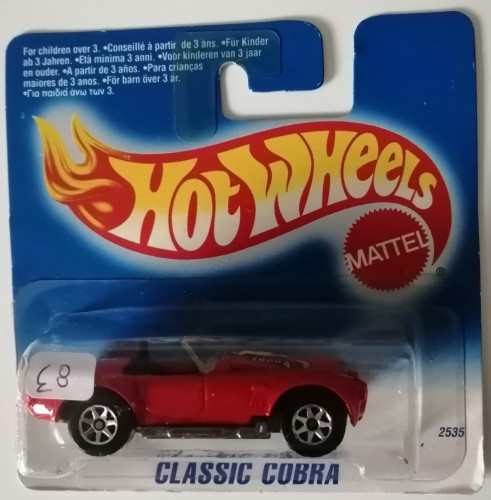 For children over 3. •Conseillé à partir de 3 ans. •Für Kinder
ab 3 Jahren. •Età minima 3 anni. •Voor kinderen van 3 jaar
en ouder. •A partir de 3 años. •Para crianças
maiores de 3 anos. •För barn över 3 år.
•Για παιδιά άνω των 3.
HOT WHEELS
MATTEL
®
£8
2535
CLASSIC COBRA